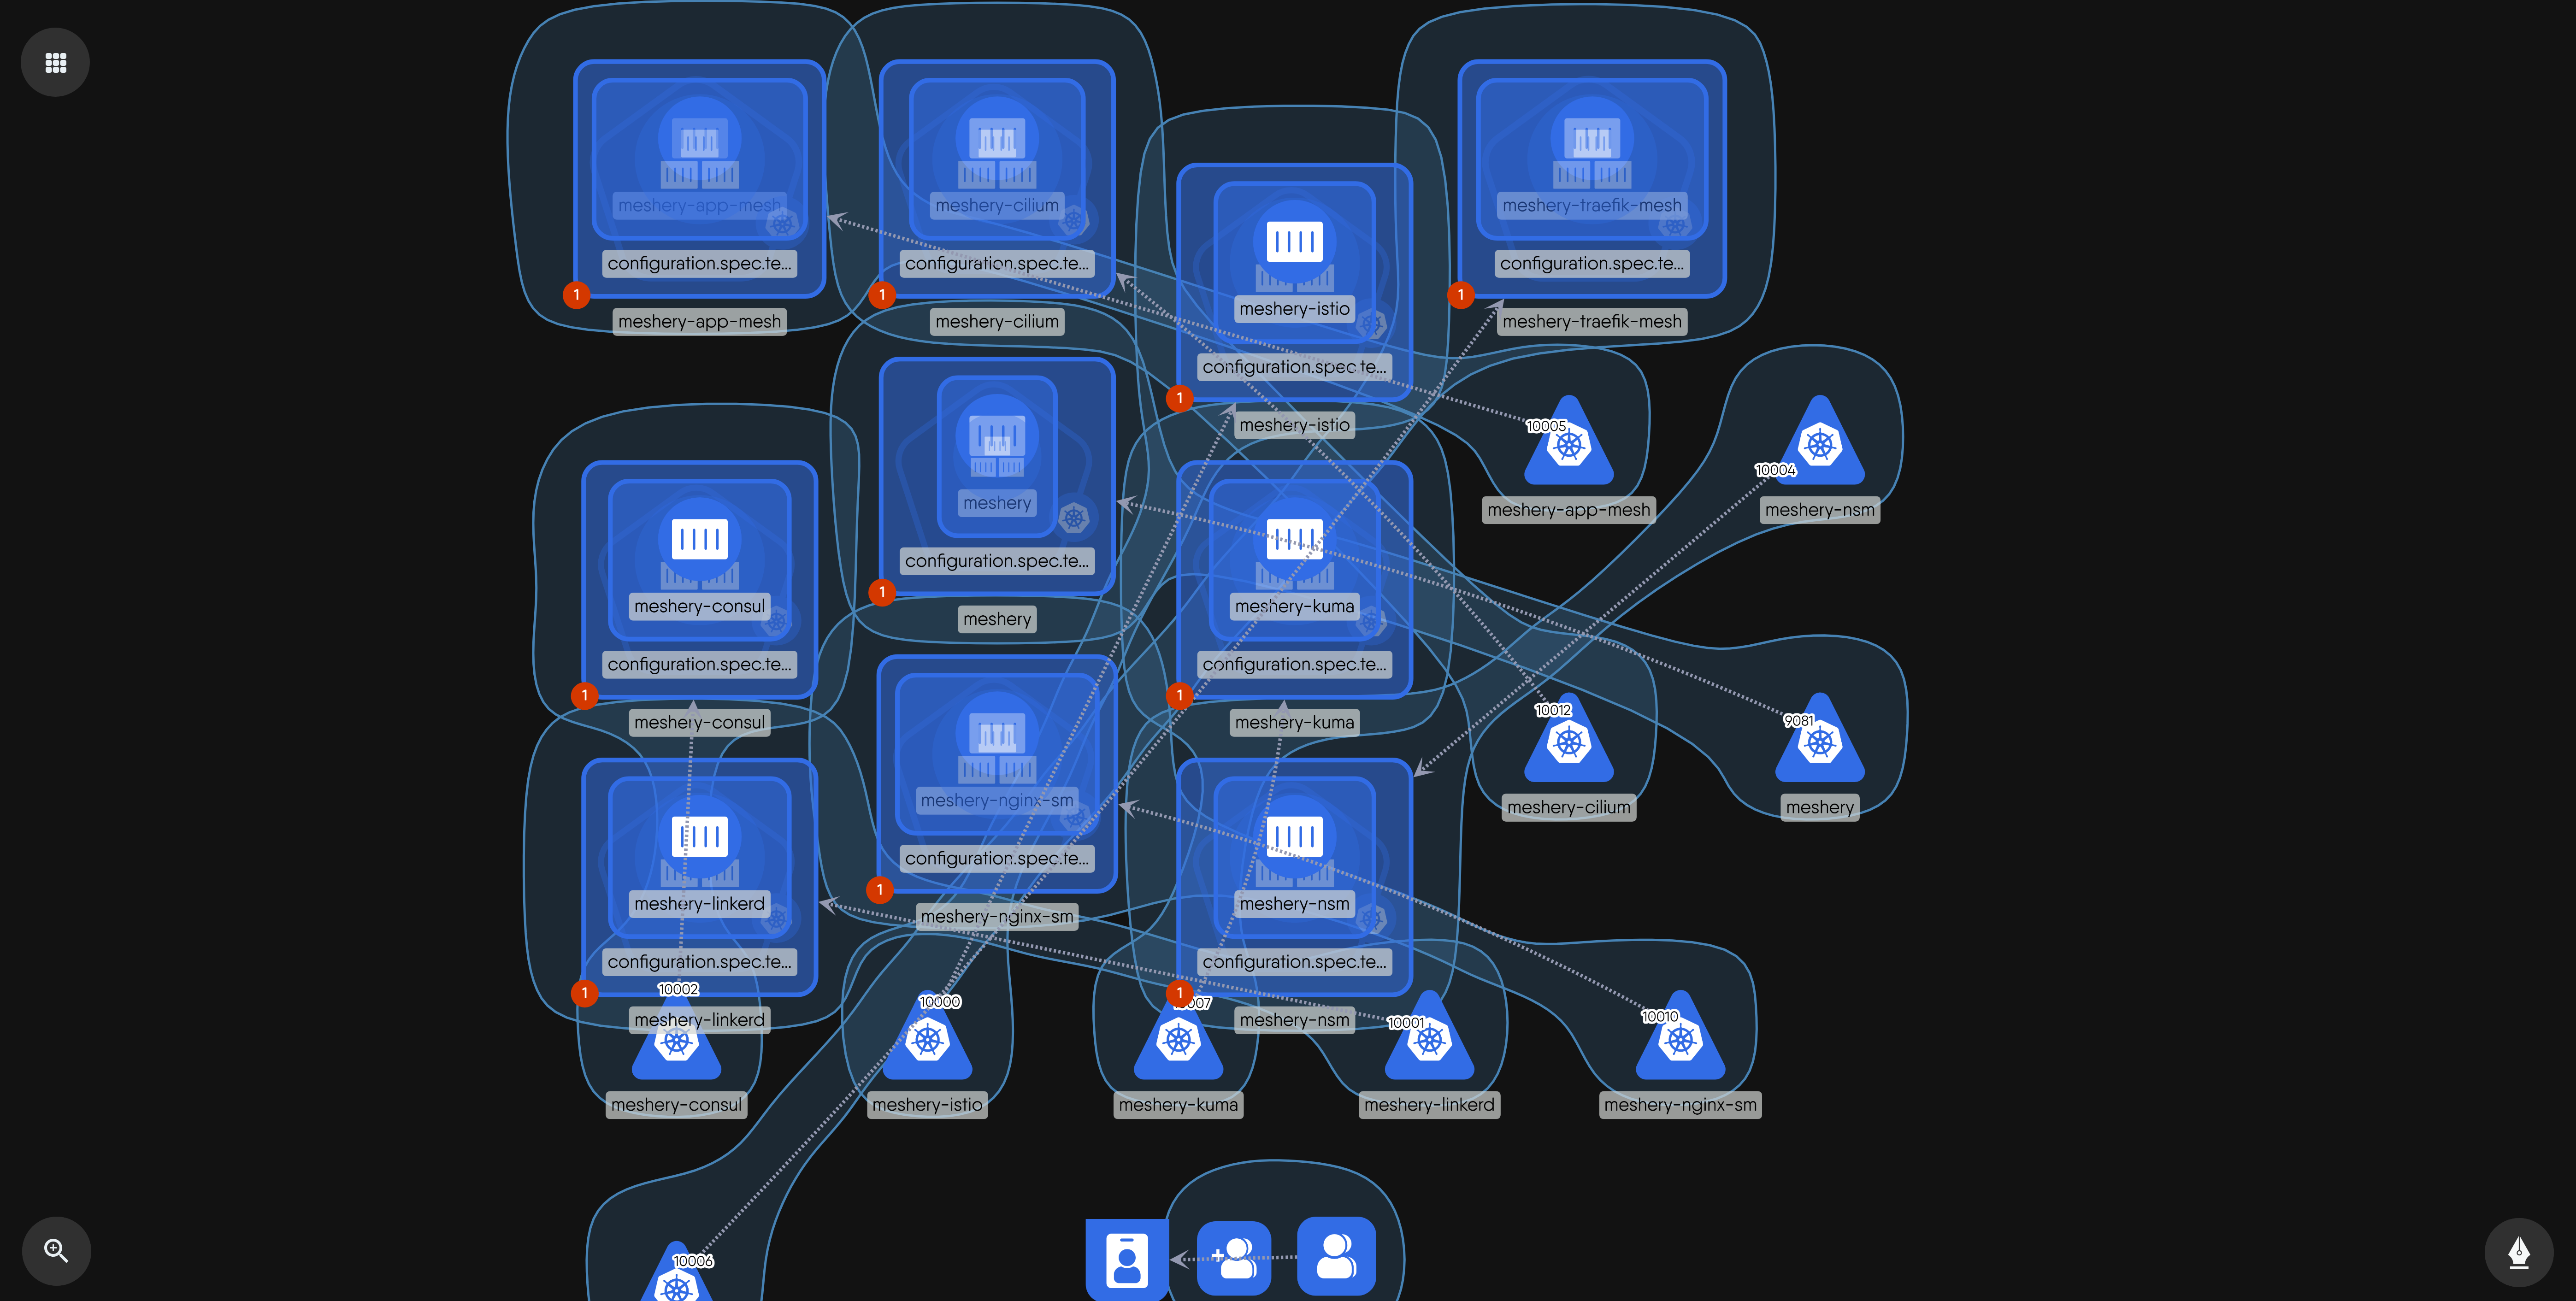 meshery-app-mesh
configuration.spec.te...
1
meshery-app-mesh
meshery-cilium
configuration.spec.te...
1
meshery-cilium
meshery-istio
configuration.spec.te...
1
meshery-istio
meshery-traefik-mesh
configuration.spec.te...
1
meshery-traefik-mesh
meshery
configuration.spec.te...
1
meshery
10005
meshery-app-mesh
10004
meshery-nsm
meshery-consul
configuration.spec.te...
1
meshery-consul
meshery-kuma
configuration.spec.te...
1
meshery-kuma
meshery-nginx-sm
configuration.spec.te...
1
meshery-nginx-sm
10012
meshery-cilium
9081
meshery
meshery-linkerd
configuration.spec.te...
1
meshery-linkerd
meshery-nsm
configuration.spec.te...
1
meshery-nsm
10002
meshery-consul
10000
meshery-istio
meshery-kuma
10001
meshery-linkerd
10010
meshery-nginx-sm
10006